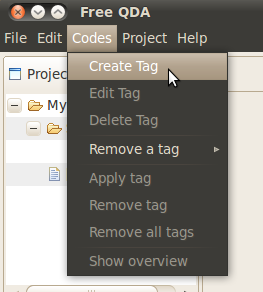 Free QDA
File Edit Codes Project Help
Create Tag
Projec
Edit Tag
My
Delete Tag
Remove a tag
Apply tag
Remove tag
Remove all tags
Show overview